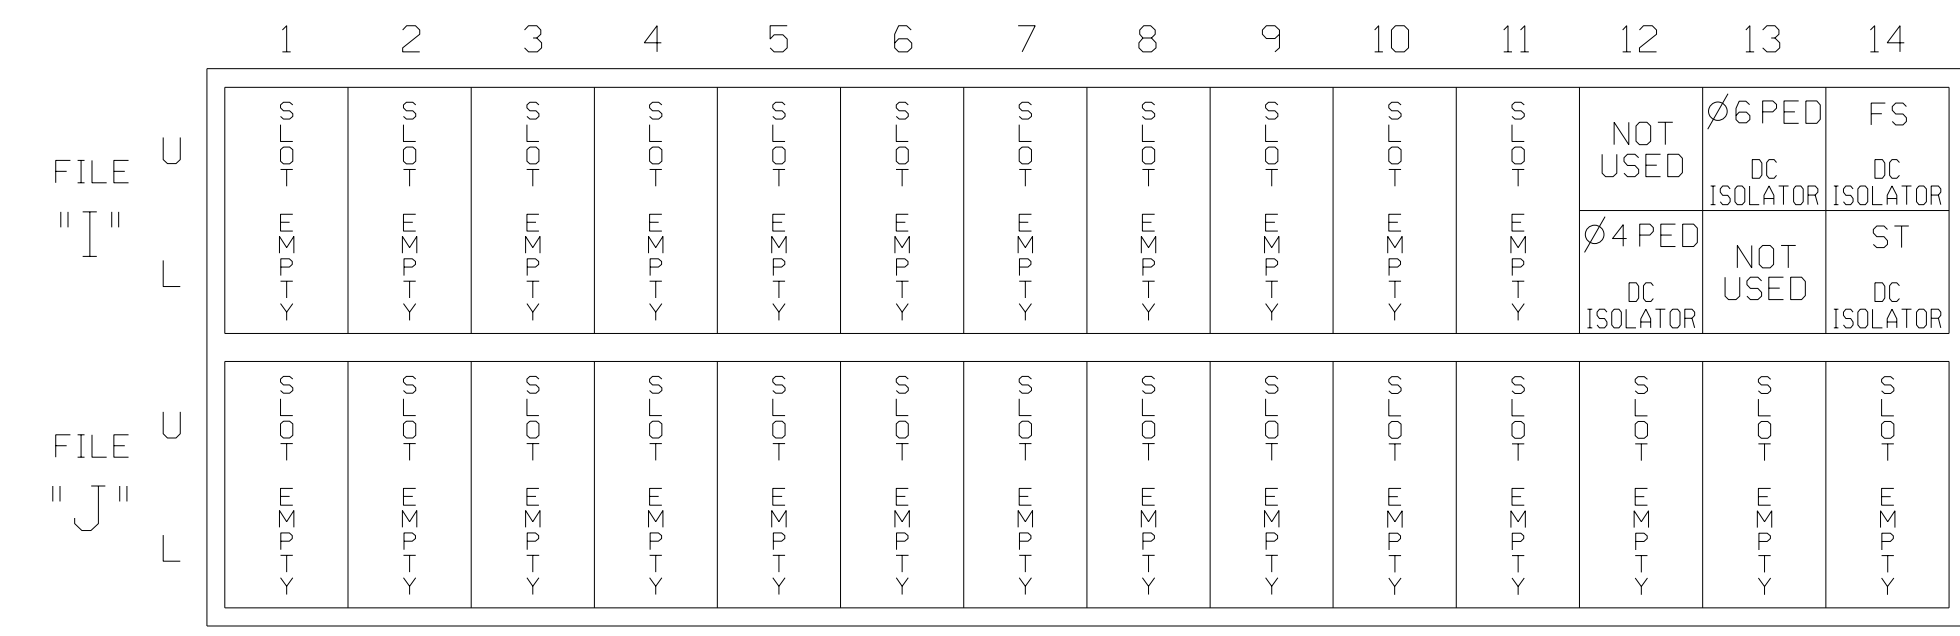 1 2 3 4 5 6 7 8 9 10 11 12 13 14
FILE
"I"
U
L
SLOT EMPTY
SLOT EMPTY
SLOT EMPTY
SLOT EMPTY
SLOT EMPTY
SLOT EMPTY
SLOT EMPTY
SLOT EMPTY
SLOT EMPTY
SLOT EMPTY
SLOT EMPTY
NOT
USED
Ø4 PED
DC
ISOLATOR
Ø6 PED
DC
ISOLATOR
NOT
USED
FS
DC
ISOLATOR
ST
DC
ISOLATOR
FILE
"J"
U
L
SLOT EMPTY
SLOT EMPTY
SLOT EMPTY
SLOT EMPTY
SLOT EMPTY
SLOT EMPTY
SLOT EMPTY
SLOT EMPTY
SLOT EMPTY
SLOT EMPTY
SLOT EMPTY
SLOT EMPTY
SLOT EMPTY
SLOT EMPTY